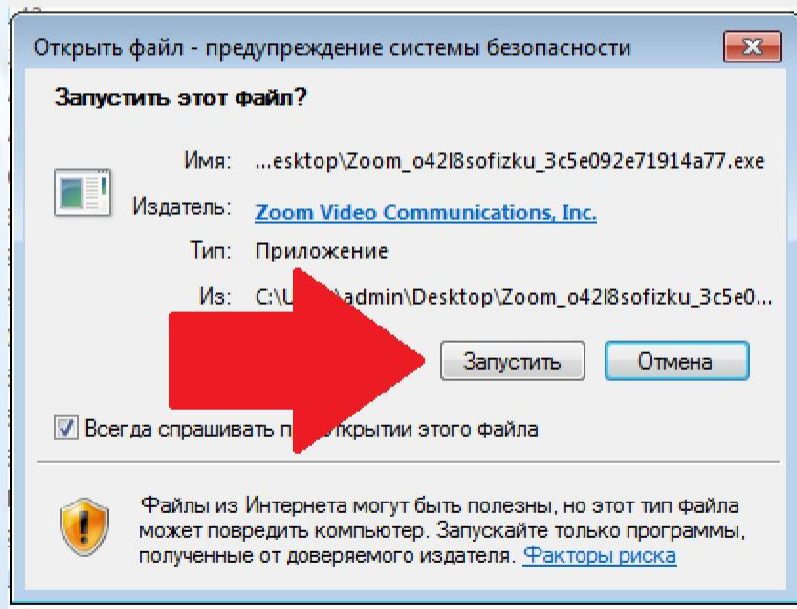 Открыть файл - предупреждение системы безопасности
Запустить этот файл?
Имя: ...esktop\Zoom_o42l8sofizku_3c5e092e71914a77.exe
Издатель: Zoom Video Communications, Inc.
Тип: Приложение
Из: C:\U \admin\Desktop\Zoom_o42l8sofizku_3c5e0...
Запустить Отмена
Всегда спрашивать открытии этого файла
Файлы из Интернета могут быть полезны, но этот тип файла
может повредить компьютер. Запускайте только программы,
полученные от доверяемого издателя. Факторы риска